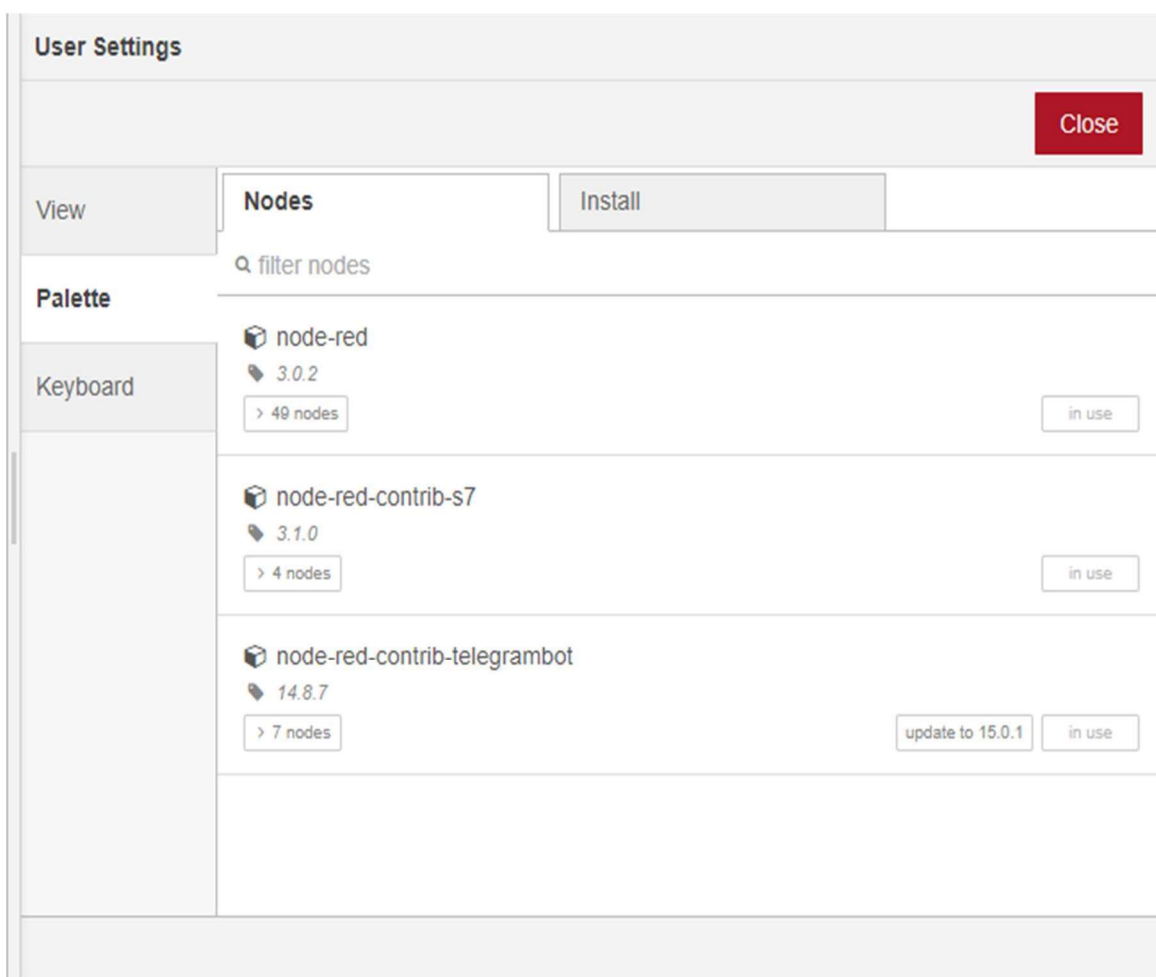 User Settings
Close
View
Palette
Keyboard
Nodes Install
filter nodes
node-red
3.0.2
> 49 nodes in use
node-red-contrib-s7
3.1.0
> 4 nodes in use
node-red-contrib-telegrambot
14.8.7
> 7 nodes update to 15.0.1 in use